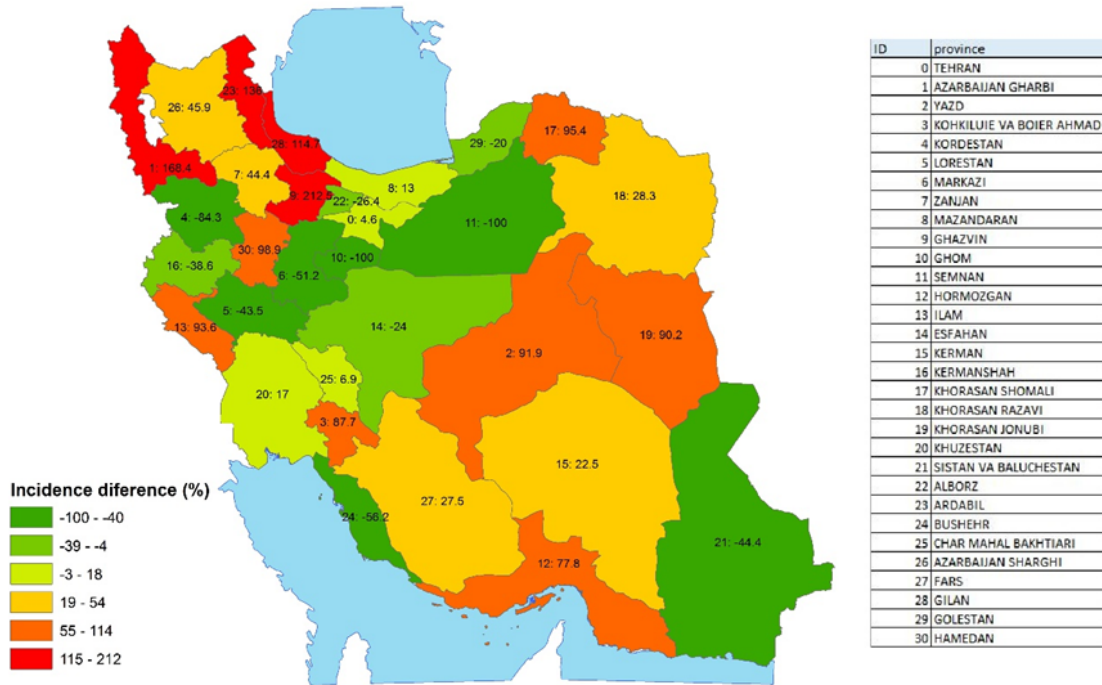 23: 136
26: 45.9
17: 95.4
28: 114.7
29: -20
1: 168.4
7: 44.4
8: 13
18: 28.3
9: 212.5
22: -26.4
4: -84.3
0: 4.6
11: -100
30: 98.9
10: -100
16: -38.6
6: -51.2
5: -43.5
13: 93.6
14: -24
19: 90.2
2: 91.9
25: 6.9
20: 17
3: 87.7
15: 22.5
27: 27.5
24: -56.2
21: -44.4
12: 77.8
Incidence diference (%)
-100 - -40
-39 - -4
-3 - 18
19 - 54
55 - 114
115 - 212
ID province
0 TEHRAN
1 AZARBAIJAN GHARBI
2 YAZD
3 KOHKILUIE VA BOIER AHMAD
4 KORDESTAN
5 LORESTAN
6 MARKAZI
7 ZANJAN
8 MAZANDARAN
9 GHAZVIN
10 GHOM
11 SEMNAN
12 HORMOZGAN
13 ILAM
14 ESFAHAN
15 KERMAN
16 KERMANSHAH
17 KHORASAN SHOMALI
18 KHORASAN RAZAVI
19 KHORASAN JONUBI
20 KHUZESTAN
21 SISTAN VA BALUCHESTAN
22 ALBORZ
23 ARDABIL
24 BUSHEHR
25 CHAR MAHAL BAKHTIARI
26 AZARBAIJAN SHARGHI
27 FARS
28 GILAN
29 GOLESTAN
30 HAMEDAN